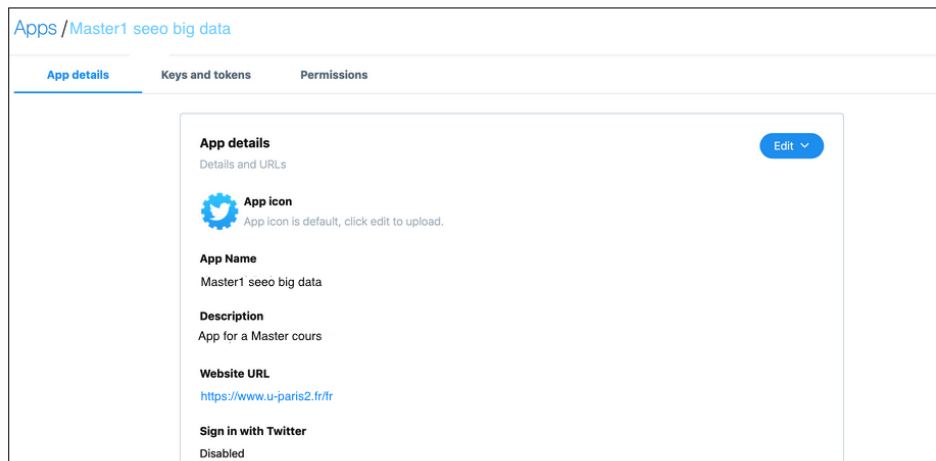 Apps / Master1 seeo big data
App details Keys and tokens Permissions
App details
Edit
Details and URLs
App icon
App icon is default, click edit to upload.
App Name
Master1 seeo big data
Description
App for a Master cours
Website URL
https://www.u-paris2.fr/fr
Sign in with Twitter
Disabled